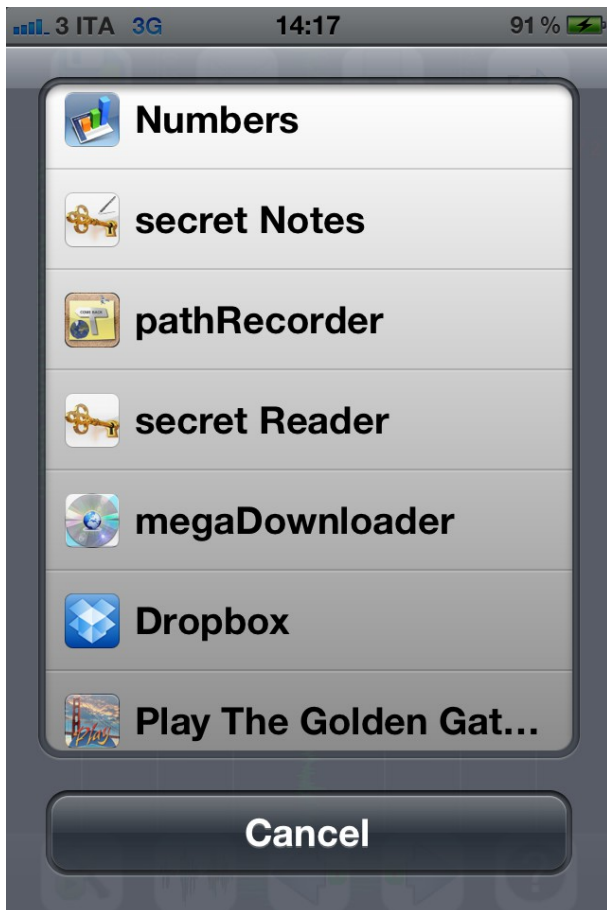 3 ITA 3G 14:17 91 %
Numbers
secret Notes
pathRecorder
secret Reader
megaDownloader
Dropbox
Play The Golden Gat...
Cancel